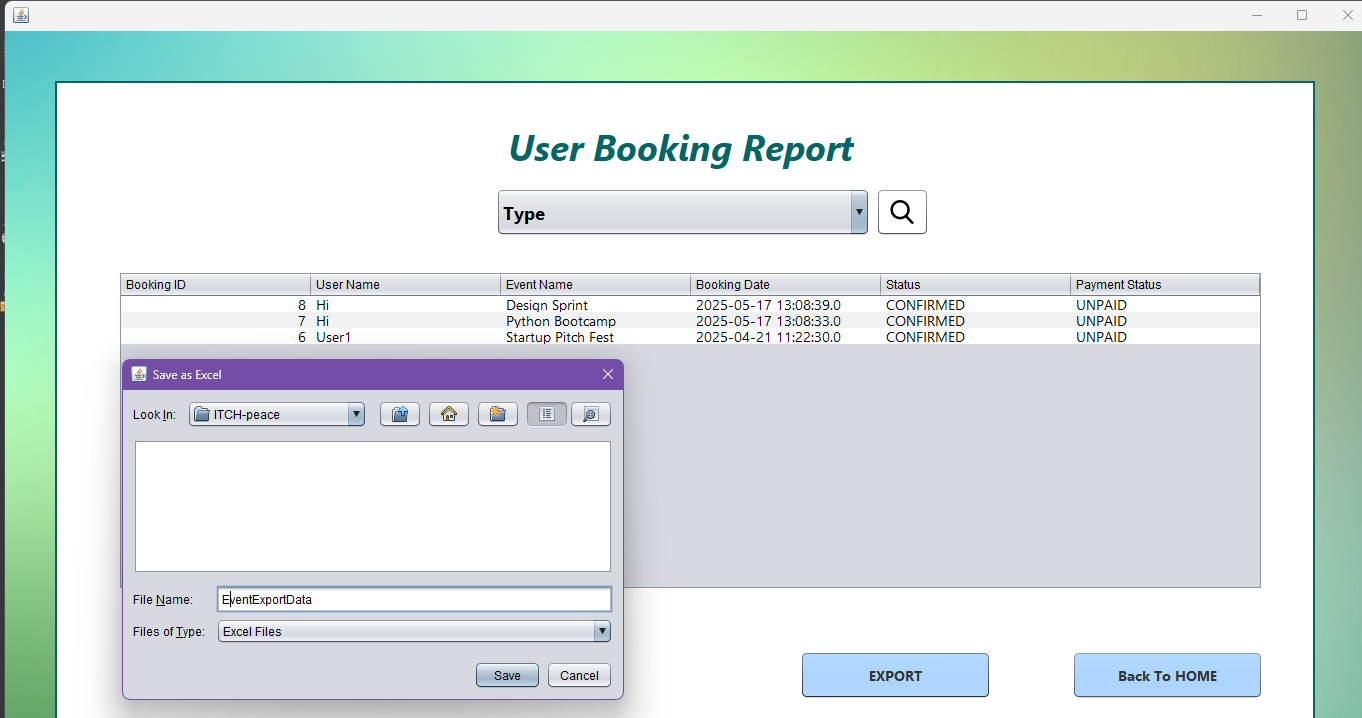 User Booking Report
Type
Booking ID User Name Event Name Booking Date Status Payment Status
8 Hi Design Sprint 2025-05-17 13:08:39.0 CONFIRMED UNPAID
7 Hi Python Bootcamp 2025-05-17 13:08:33.0 CONFIRMED UNPAID
6 User1 Startup Pitch Fest 2025-04-21 11:22:30.0 CONFIRMED UNPAID
Save as Excel
Look In: ITCH-peace
File Name: EventExportData
Files of Type: Excel Files
Save Cancel
EXPORT Back To HOME